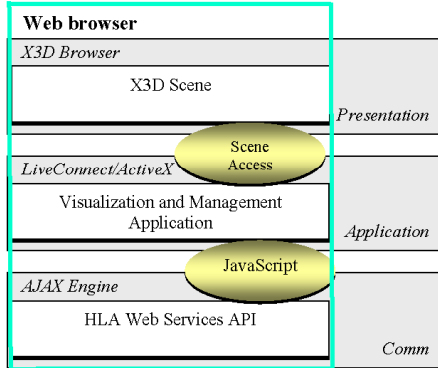 Web browser
X3D Browser
X3D Scene
Presentation
Scene
Access
LiveConnect/ActiveX
Visualization and Management
Application
Application
JavaScript
AJAX Engine
HLA Web Services API
Comm